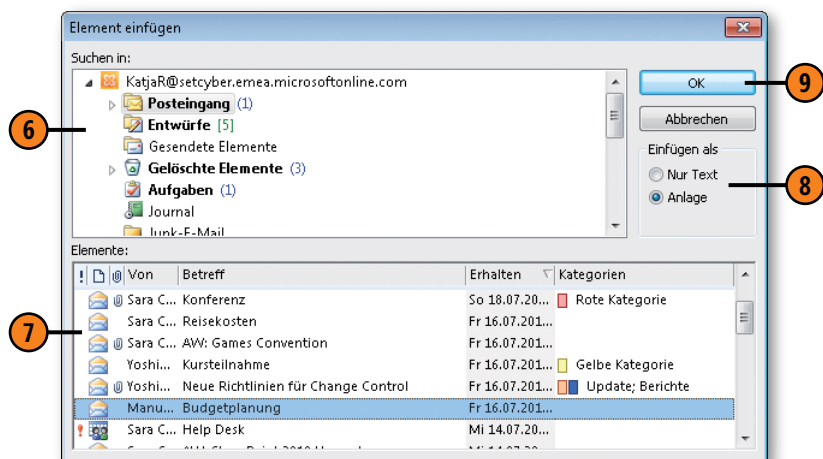 Element einfügen
Suchen in:
KatjaR@setcyber.emea.microsoftonline.com
Posteingang (1)
Entwürfe [5]
Gesendete Elemente
Gelöschte Elemente (3)
Aufgaben (1)
Journal
Junk-E-Mail
OK
Abbrechen
Einfügen als
Nur Text
Anlage
6
9
8
Elemente:
! Von Betreff Erhalten Kategorien
Sara C... Konferenz So 18.07.20... Rote Kategorie
Sara C... Reisekosten Fr 16.07.201...
Sara C... AW: Games Convention Fr 16.07.201...
Yoshi... Kursteilnahme Fr 16.07.201... Gelbe Kategorie
Yoshi... Neue Richtlinien für Change Control Fr 16.07.201... Update; Berichte
Manu... Budgetplanung Fr 16.07.201...
! Sara C... Help Desk Mi 14.07.20...
7